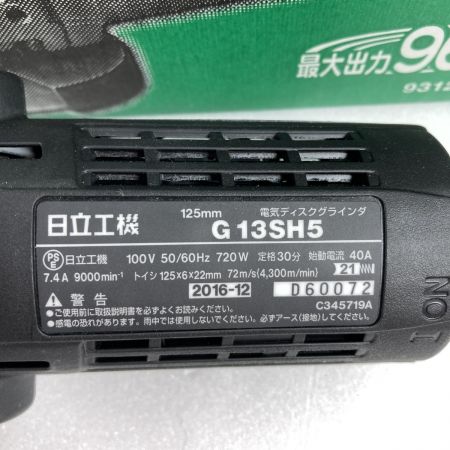 最大出力
9312
125mm 電気ディスクグラインダ
日立工機 G 13SH5
PS E 日立工機 100V 50/60Hz 720W 定格30分 始動電流 40A
7.4A 9000min⁻¹ トイシ 125x6x22mm 72m/s(4,300m/min) 21
警告 2016-12 D60072
●ご使用前に取扱説明書を必ずよくお読みください。 C345719A
●感電の恐れがあります。雨中では使用しないでください。必ずアース(接地)してください。
ON